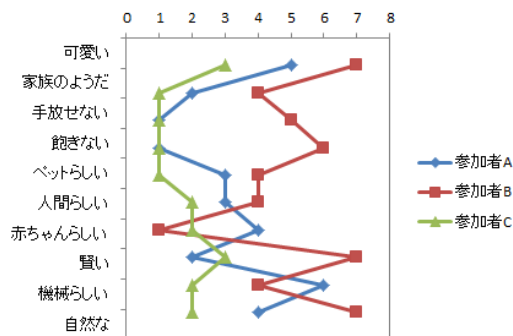 0 1 2 3 4 5 6 7 8
可愛い
家族のようだ
手放せない
飽きない
ペットらしい
人間らしい
赤ちゃんらしい
賢い
機械らしい
自然な
参加者A
参加者B
参加者C